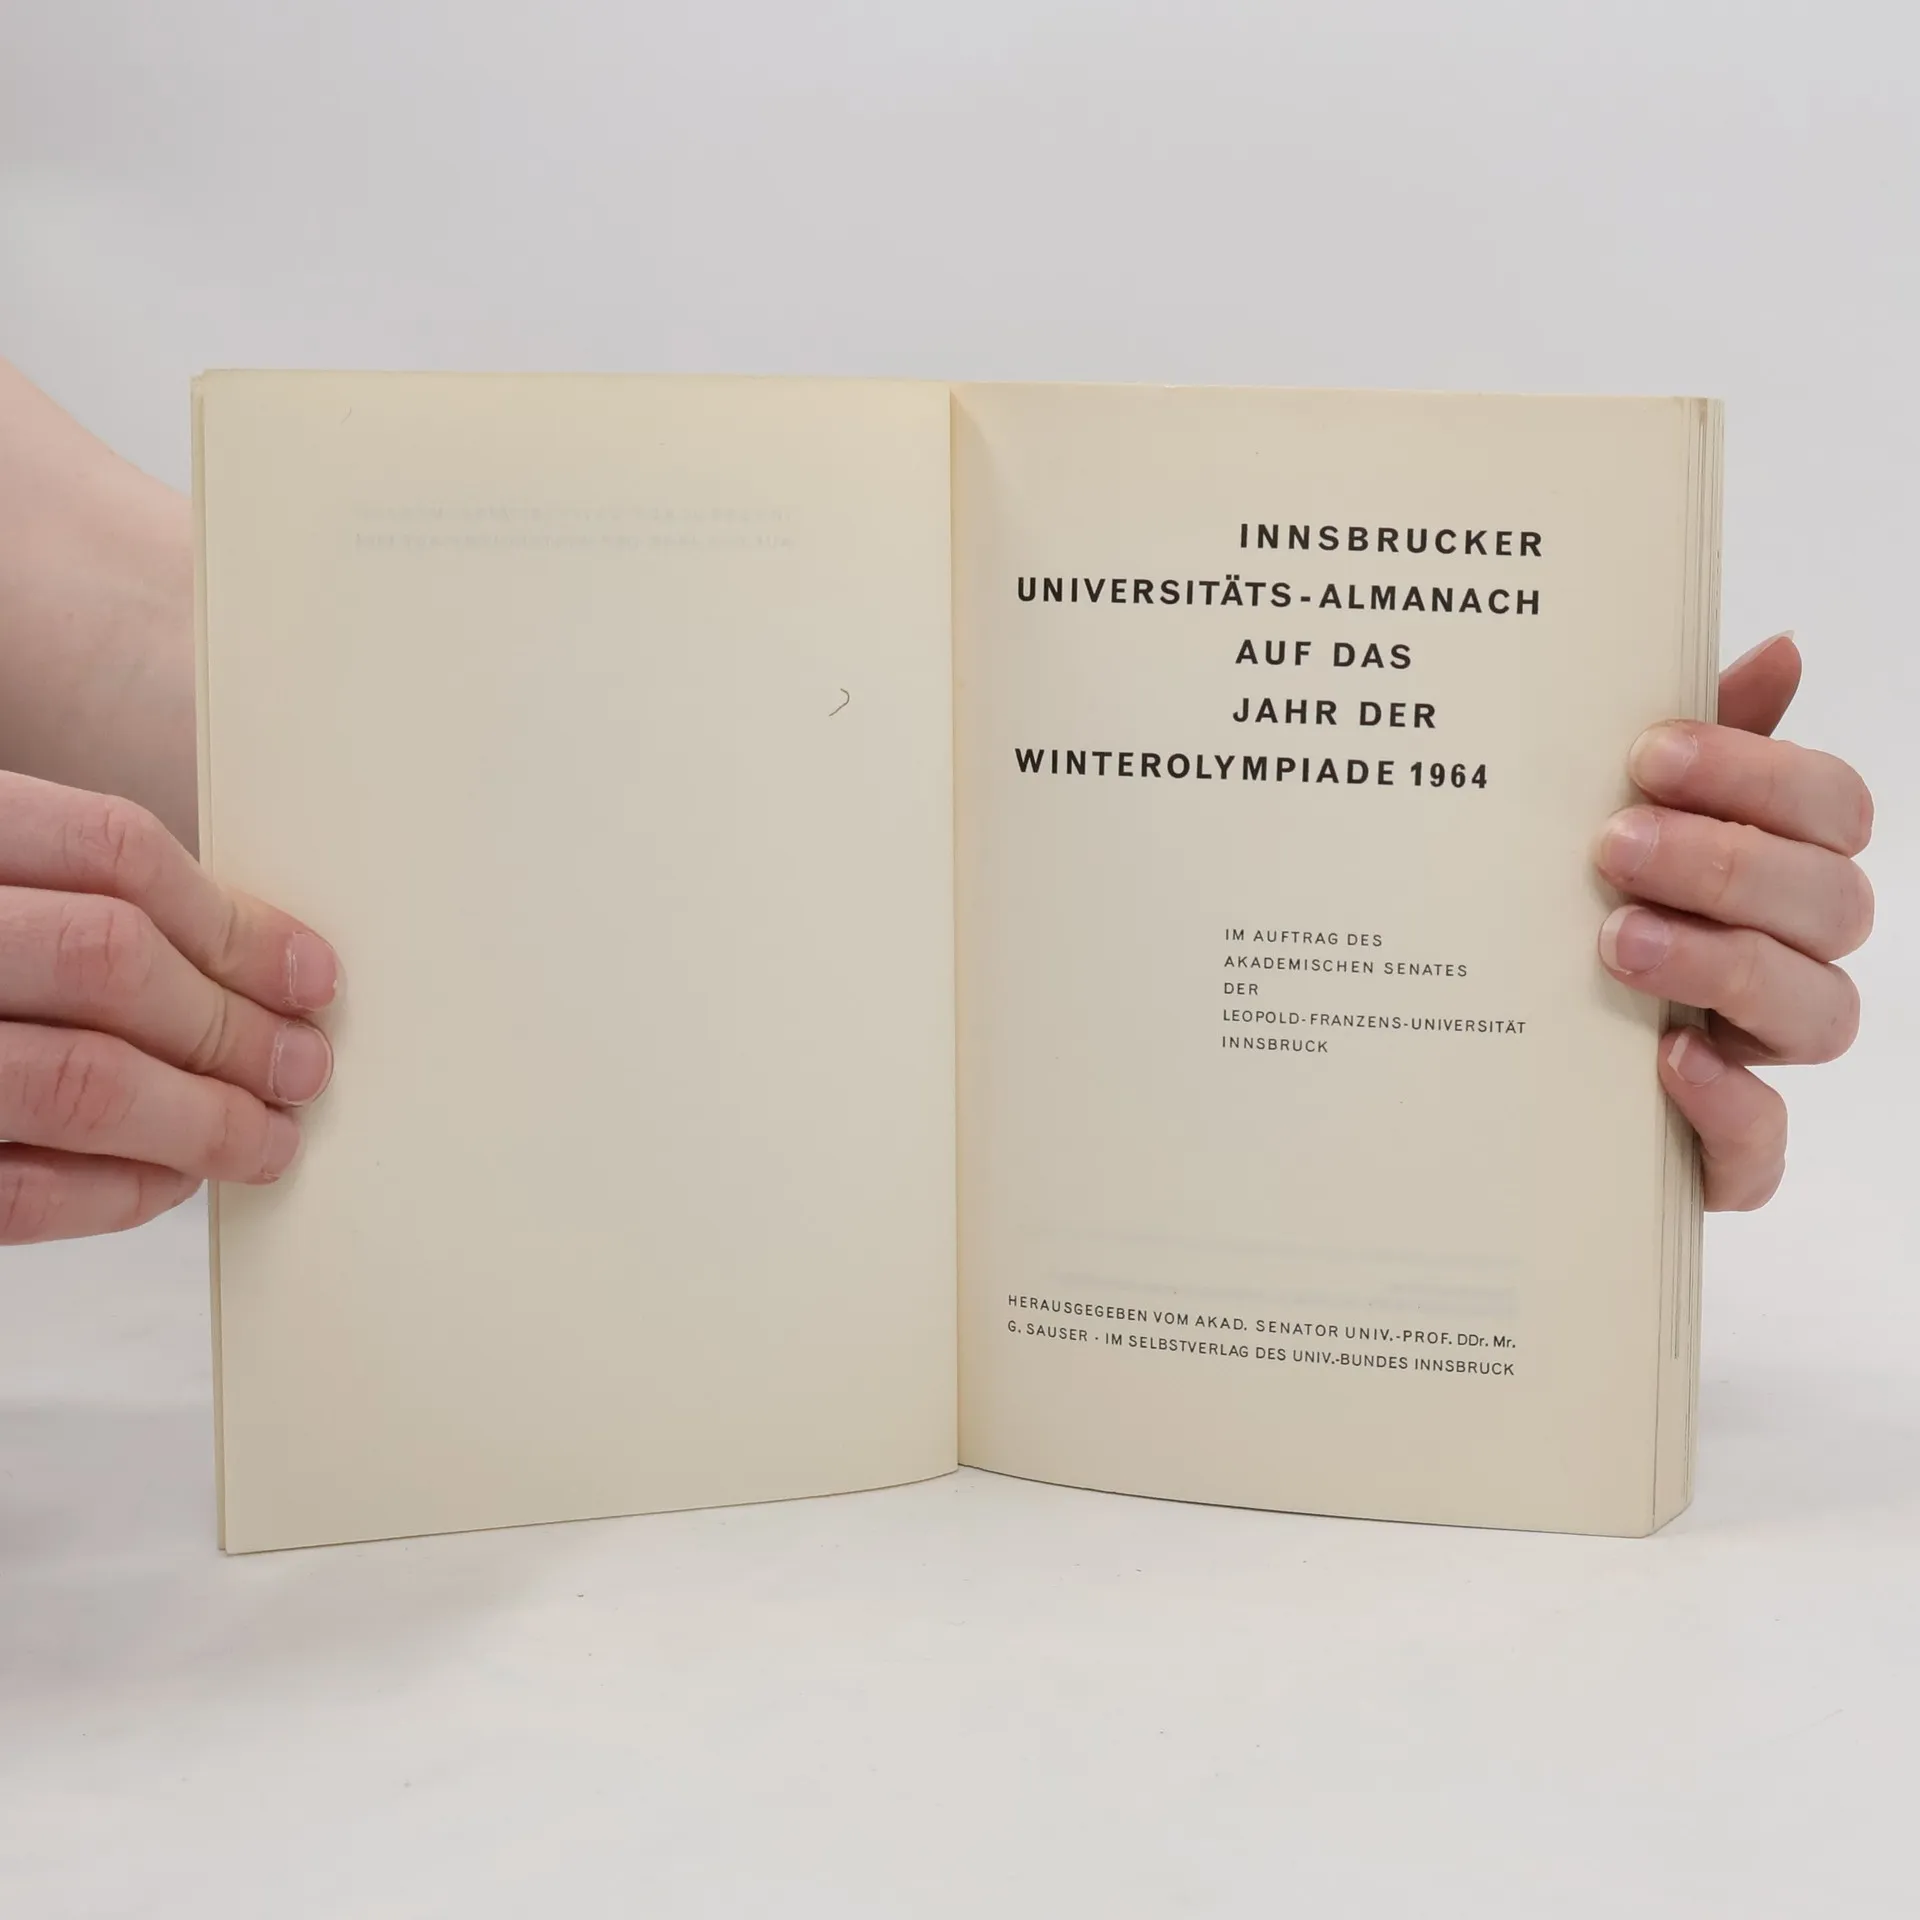 INNSBRUCKER
UNIVERSITÄTS-ALMANACH
AUF DAS
JAHR DER
WINTEROLYMPIADE 1964
IM AUFTRAG DES
AKADEMISCHEN SENATES
DER
LEOPOLD-FRANZENS-UNIVERSITÄT
INNSBRUCK
HERAUSGEGEBEN VOM AKAD. SENATOR UNIV.-PROF. DDr. Mr.
G. SAUSER · IM SELBSTVERLAG DES UNIV.-BUNDES INNSBRUCK